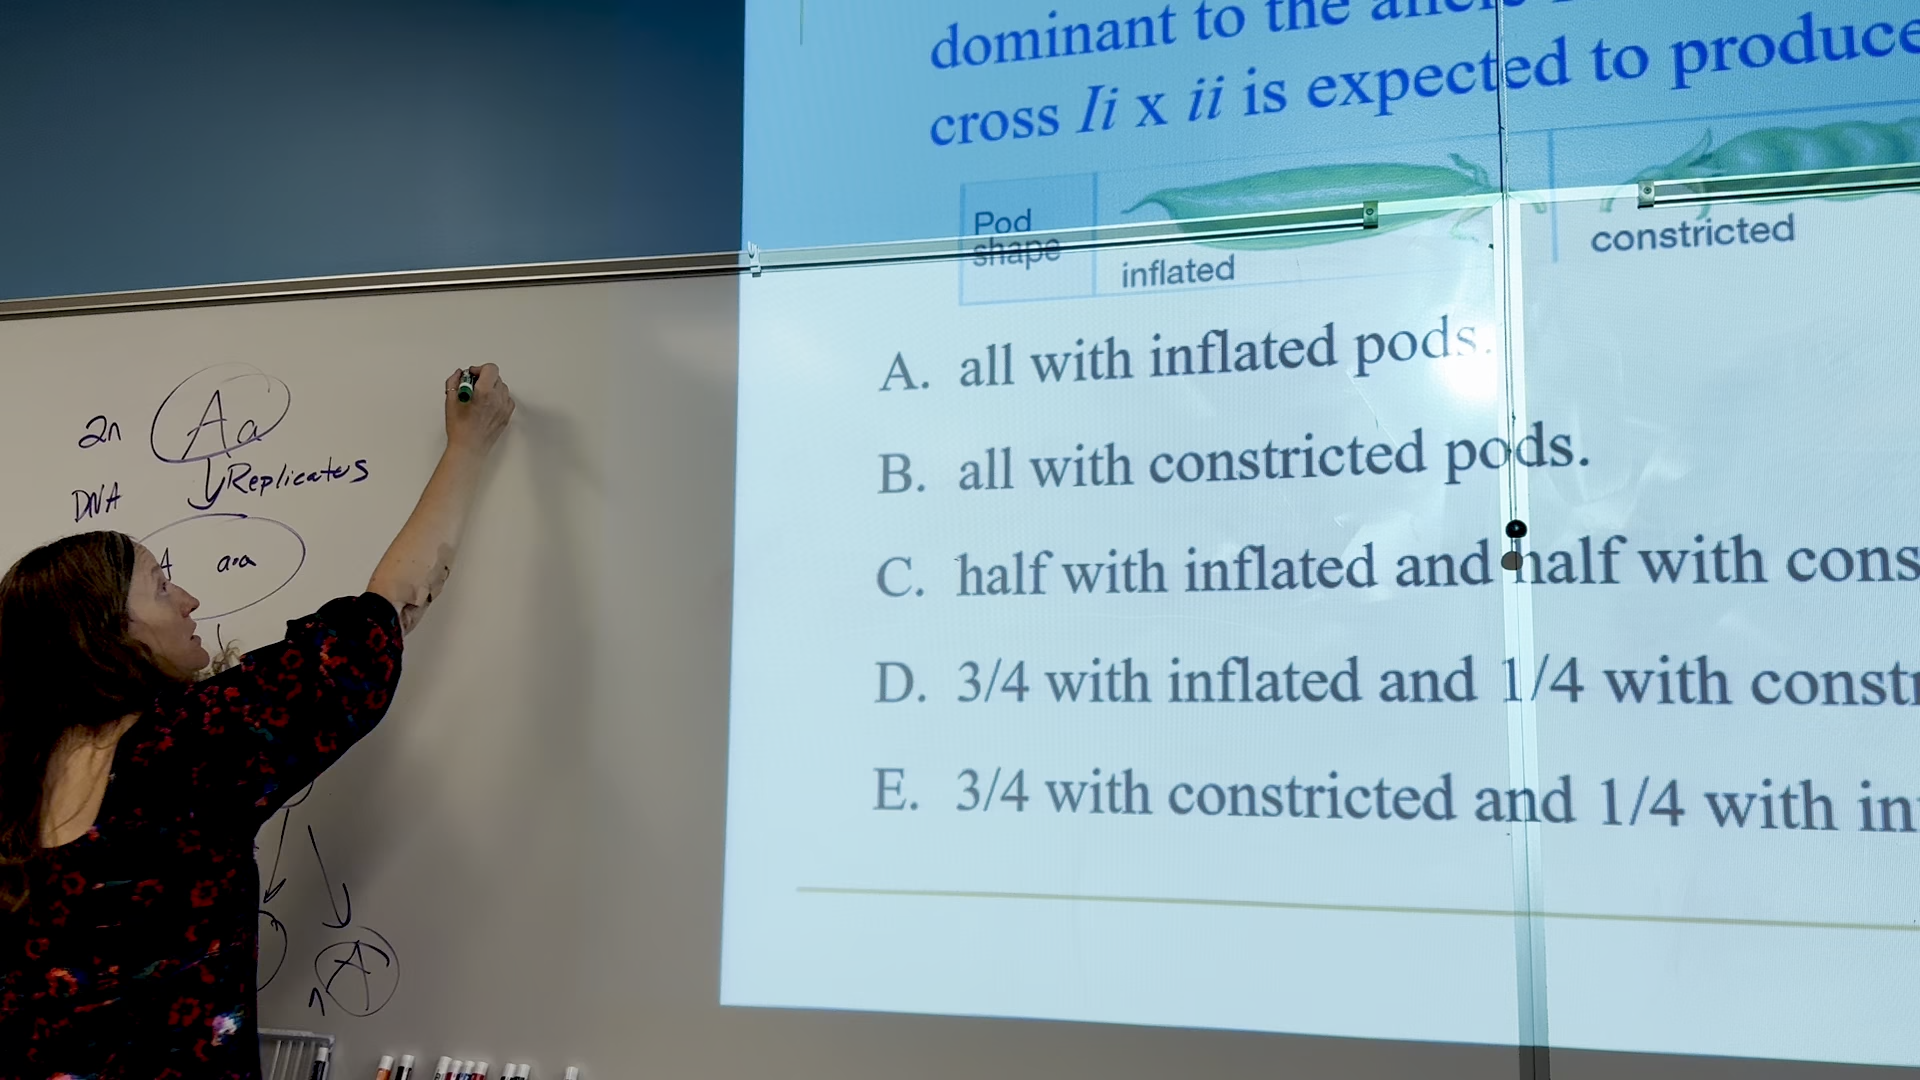 dominant to the
cross Ii x ii is expected to produce
Pod
shape
inflated
constricted
A. all with inflated pods.
B. all with constricted pods.
C. half with inflated and half with cons
D. 3/4 with inflated and 1/4 with constr
E. 3/4 with constricted and 1/4 with in
2n
Aa
Replicates
DNA
A
a
a
A